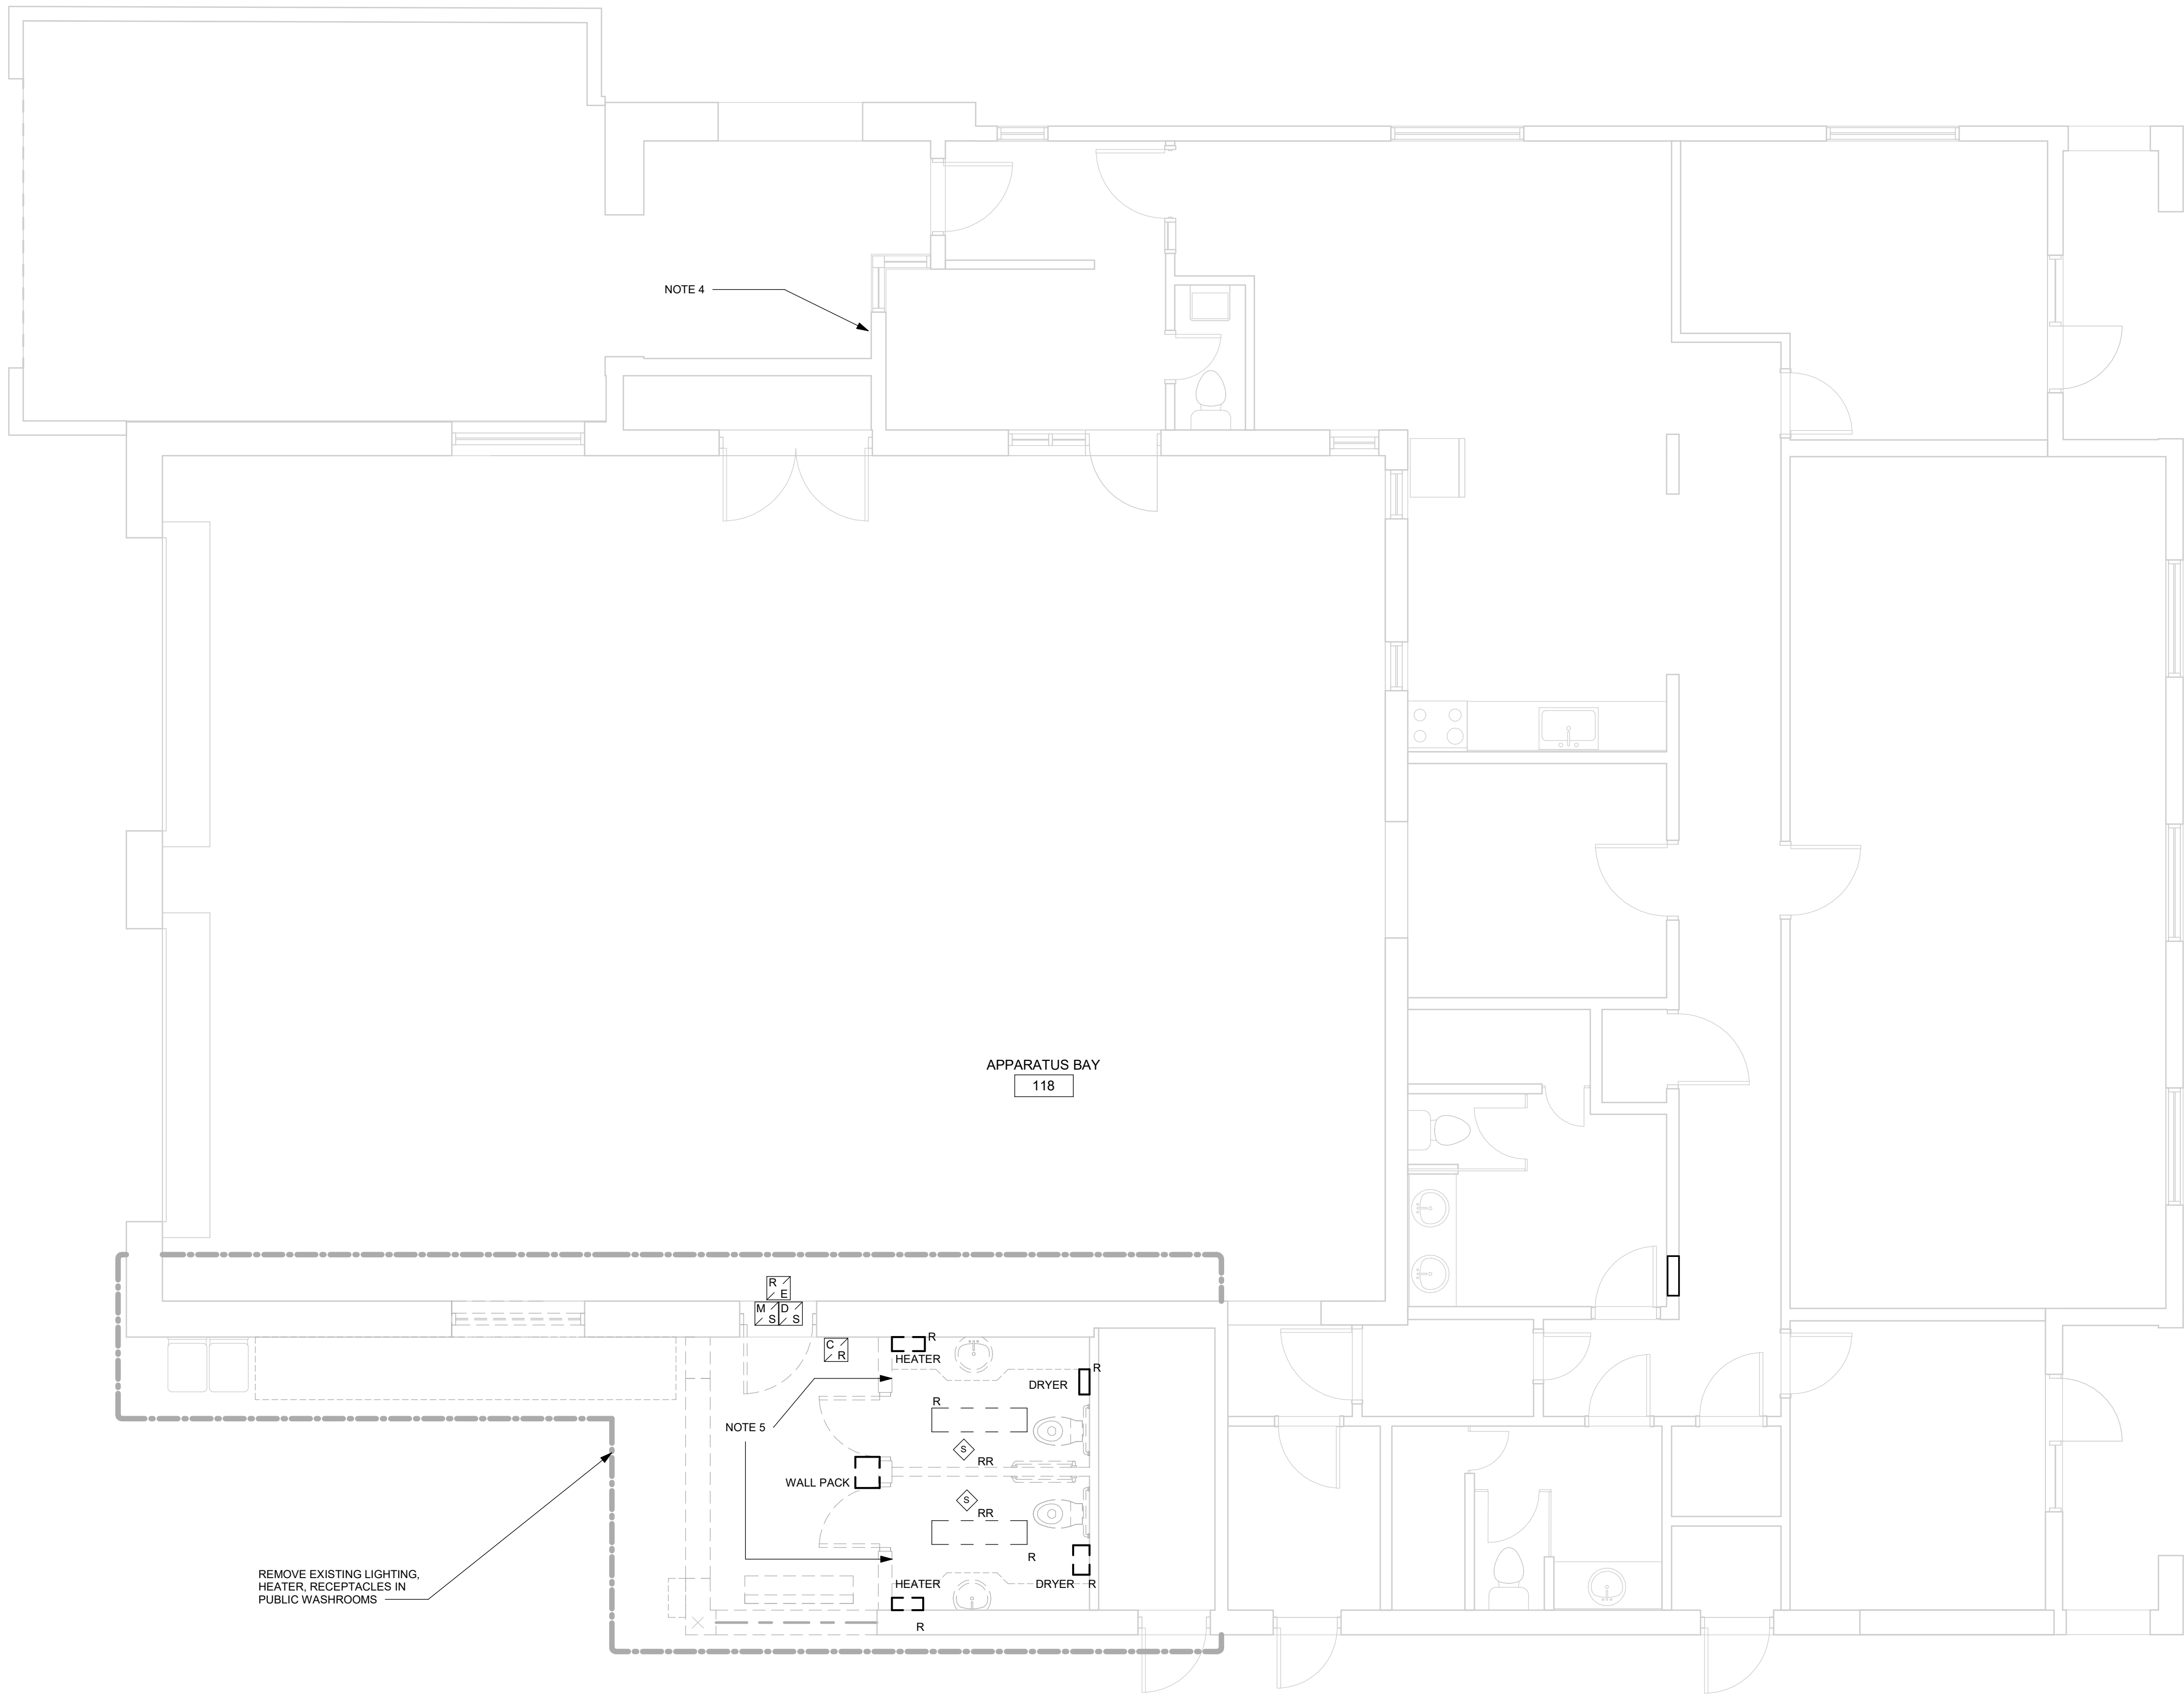 NOTE 4
APPARATUS BAY
118
R
E
M
S
D
S
C
R
R
HEATER
R
DRYER
R
NOTE 5
S
RR
WALL PACK
S
RR
R
REMOVE EXISTING LIGHTING,
HEATER, RECEPTACLES IN
PUBLIC WASHROOMS
HEATER
DRYER
R
R